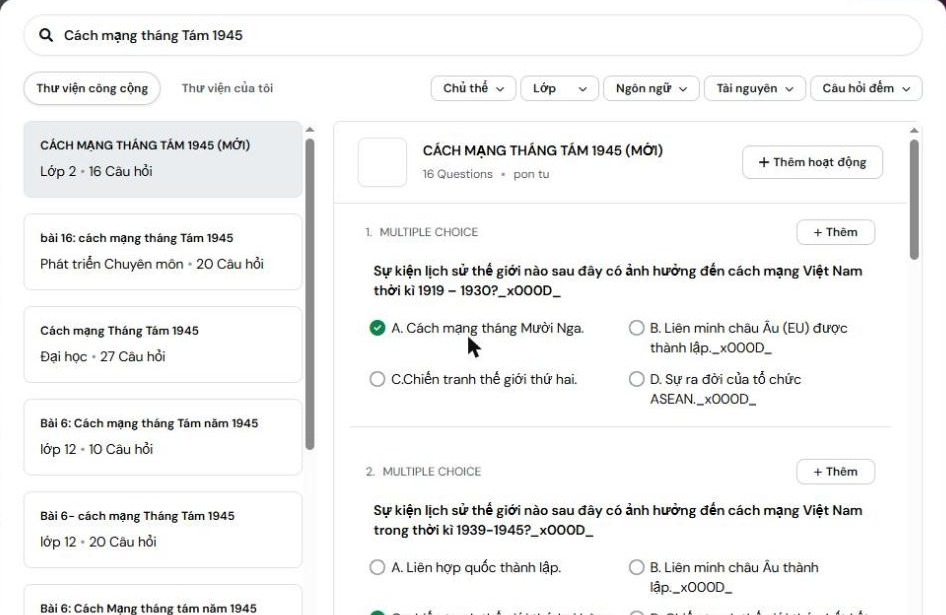 Cách mạng tháng Tám 1945
Thư viện công cộng
Thư viện của tôi
Chủ thể
Lớp
Ngôn ngữ
Tài nguyên
Câu hỏi đếm
CÁCH MẠNG THÁNG TÁM 1945 (MỚI)
Lớp 2 • 16 Câu hỏi
bài 16: cách mạng tháng Tám 1945
Phát triển Chuyên môn • 20 Câu hỏi
Cách mạng Tháng Tám 1945
Đại học • 27 Câu hỏi
Bài 6: Cách mạng tháng Tám năm 1945
lớp 12 • 10 Câu hỏi
Bài 6- cách mạng Tháng Tám 1945
lớp 12 • 20 Câu hỏi
Bài 6: Cách Mạng tháng tám năm 1945
CÁCH MẠNG THÁNG TÁM 1945 (MỚI)
16 Questions • pon tu
+ Thêm hoạt động
1. MULTIPLE CHOICE
+ Thêm
Sự kiện lịch sử thế giới nào sau đây có ảnh hưởng đến cách mạng Việt Nam
thời kì 1919 – 1930?_x000D_
A. Cách mạng tháng Mười Nga.
B. Liên minh châu Âu (EU) được
thành lập._x000D_
C.Chiến tranh thế giới thứ hai.
D. Sự ra đời của tổ chức
ASEAN._x000D_
2. MULTIPLE CHOICE
+ Thêm
Sự kiện lịch sử thế giới nào sau đây có ảnh hưởng đến cách mạng Việt Nam
trong thời kì 1939-1945?_x000D_
A. Liên hợp quốc thành lập.
B. Liên minh châu Âu thành
lập._x000D_